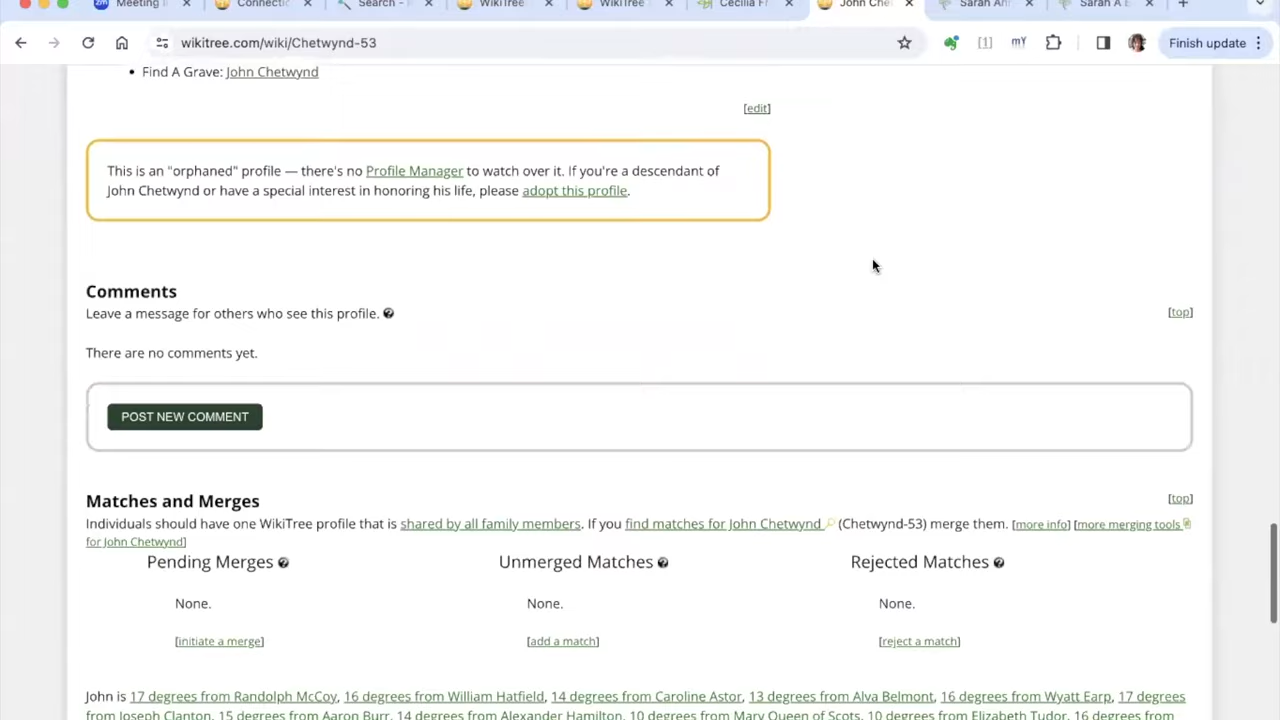 Meeting
Connectic
Search -
WikiTree
WikiTree
Cecilia Fr
John Chet
Sarah Ann
Sarah A B
wikitree.com/wiki/Chetwynd-53
[1]
mY
Finish update
• Find A Grave: John Chetwynd
[edit]
This is an "orphaned" profile — there's no Profile Manager to watch over it. If you're a descendant of
John Chetwynd or have a special interest in honoring his life, please adopt this profile.
Comments
Leave a message for others who see this profile.
[top]
There are no comments yet.
POST NEW COMMENT
Matches and Merges
[top]
Individuals should have one WikiTree profile that is shared by all family members. If you find matches for John Chetwynd (Chetwynd-53) merge them. [more info] [more merging tools
for John Chetwynd]
Pending Merges
Unmerged Matches
Rejected Matches
None.
None.
None.
[initiate a merge]
[add a match]
[reject a match]
John is 17 degrees from Randolph McCoy, 16 degrees from William Hatfield, 14 degrees from Caroline Astor, 13 degrees from Alva Belmont, 16 degrees from Wyatt Earp, 17 degrees
from Joseph Clanton, 15 degrees from Aaron Burr, 14 degrees from Alexander Hamilton, 10 degrees from Mary Queen of Scots, 10 degrees from Elizabeth Tudor, 16 degrees from